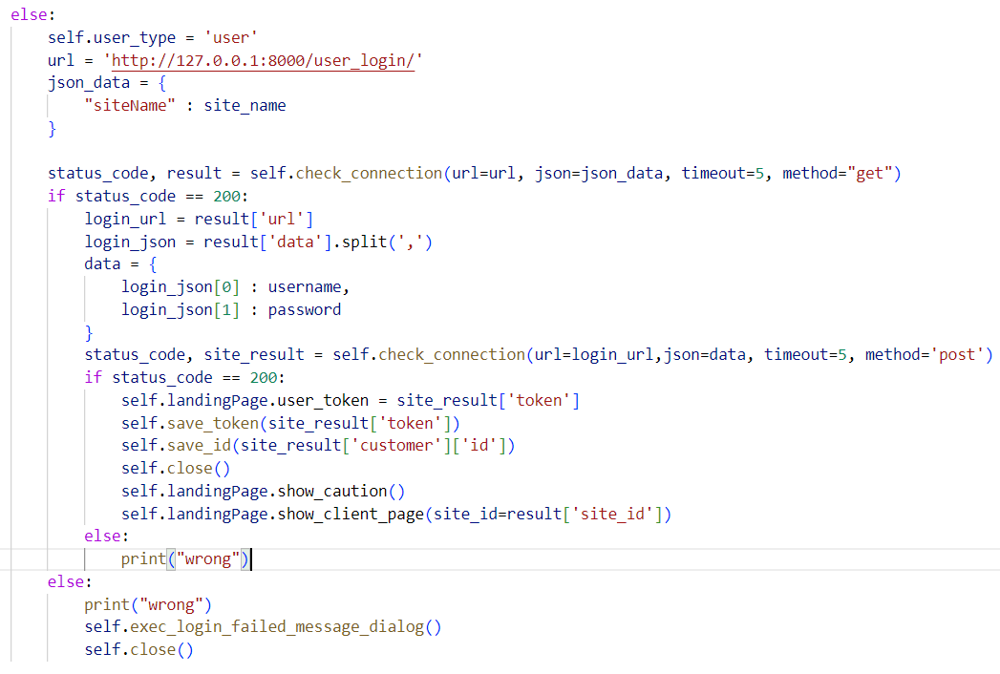 else:
    self.user_type = 'user'
    url = 'http://127.0.0.1:8000/user_login/'
    json_data = {
        "siteName" : site_name
    }

    status_code, result = self.check_connection(url=url, json=json_data, timeout=5, method="get")
    if status_code == 200:
        login_url = result['url']
        login_json = result['data'].split(',')
        data = {
            login_json[0] : username,
            login_json[1] : password
        }
        status_code, site_result = self.check_connection(url=login_url,json=data, timeout=5, method='post')
        if status_code == 200:
            self.landingPage.user_token = site_result['token']
            self.save_token(site_result['token'])
            self.save_id(site_result['customer']['id'])
            self.close()
            self.landingPage.show_caution()
            self.landingPage.show_client_page(site_id=result['site_id'])
        else:
            print("wrong")
    else:
        print("wrong")
        self.exec_login_failed_message_dialog()
        self.close()